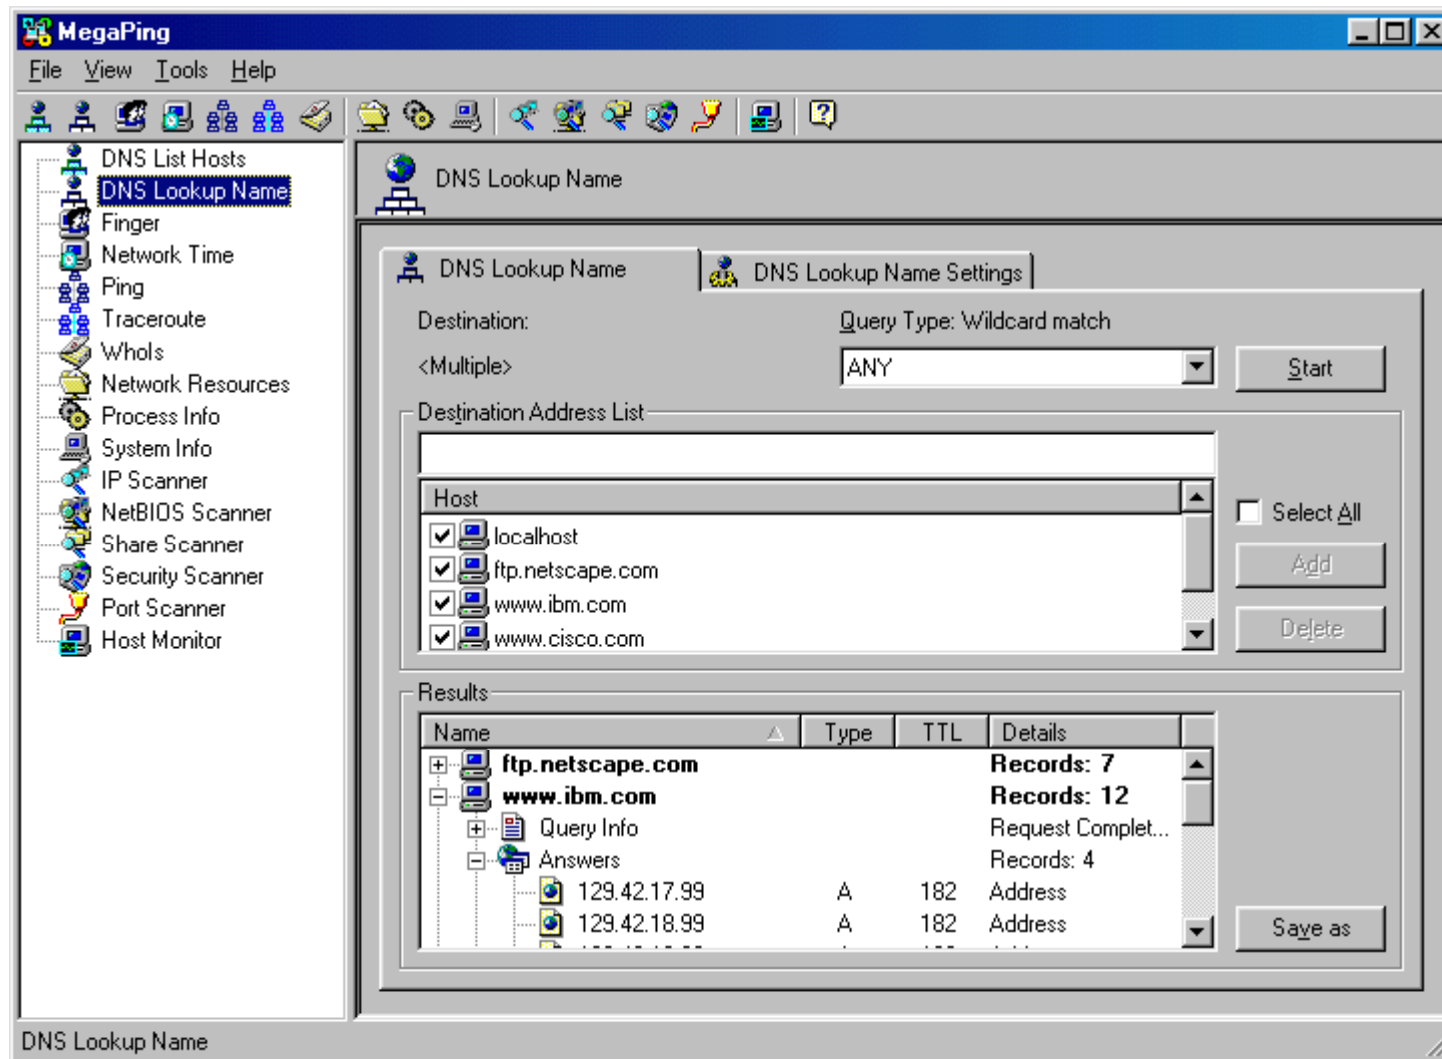 MegaPing
File View Tools Help
DNS List Hosts
DNS Lookup Name
Finger
Network Time
Ping
Traceroute
WhoIs
Network Resources
Process Info
System Info
IP Scanner
NetBIOS Scanner
Share Scanner
Security Scanner
Port Scanner
Host Monitor
DNS Lookup Name
DNS Lookup Name DNS Lookup Name Settings
Destination: Query Type: Wildcard match
<Multiple> ANY Start
Destination Address List
Host
Select All
localhost
ftp.netscape.com
Add
www.ibm.com
www.cisco.com
Delete
Results
Name Type TTL Details
ftp.netscape.com Records: 7
www.ibm.com Records: 12
Query Info Request Complet...
Answers Records: 4
129.42.17.99 A 182 Address
129.42.18.99 A 182 Address
Save as
DNS Lookup Name